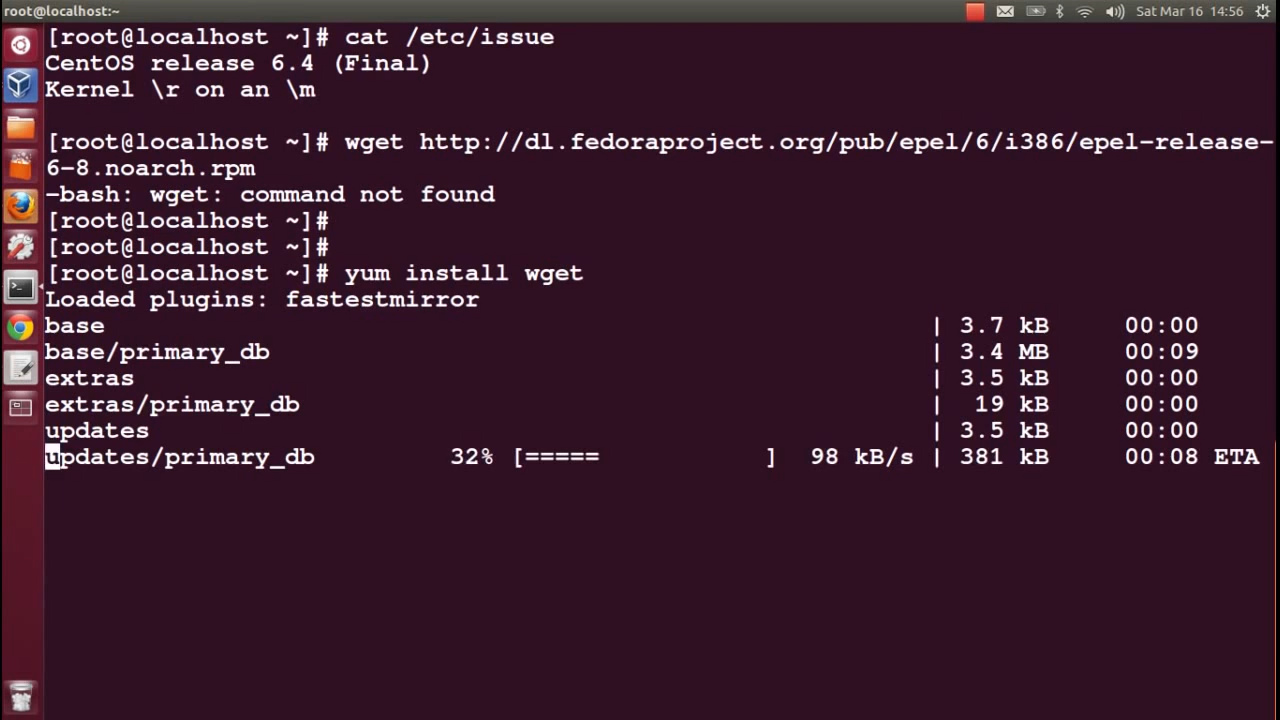 root@localhost:~
Sat Mar 16 14:56
[root@localhost ~]# cat /etc/issue
CentOS release 6.4 (Final)
Kernel \r on an \m
[root@localhost ~]# wget http://dl.fedoraproject.org/pub/epel/6/i386/epel-release-
6-8.noarch.rpm
-bash: wget: command not found
[root@localhost ~]#
[root@localhost ~]#
[root@localhost ~]# yum install wget
Loaded plugins: fastestmirror
base | 3.7 kB 00:00
base/primary_db | 3.4 MB 00:09
extras | 3.5 kB 00:00
extras/primary_db | 19 kB 00:00
updates | 3.5 kB 00:00
updates/primary_db 32% [===== ] 98 kB/s | 381 kB 00:08 ETA